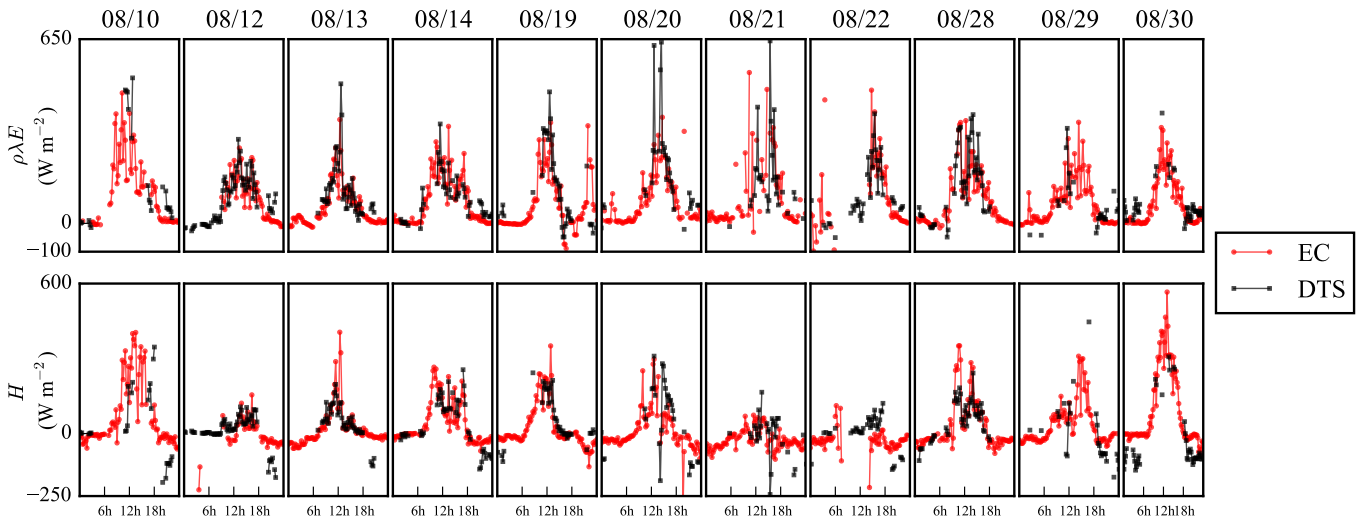 08/10 08/12 08/13 08/14 08/19 08/20 08/21 08/22 08/28 08/29 08/30
650
ρλE
(W m−2)
0
−100
EC
DTS
600
H
(W m−2)
0
−250
6h 12h 18h 6h 12h 18h 6h 12h 18h 6h 12h 18h 6h 12h 18h 6h 12h 18h 6h 12h 18h 6h 12h 18h 6h 12h 18h 6h 12h 18h 6h 12h18h